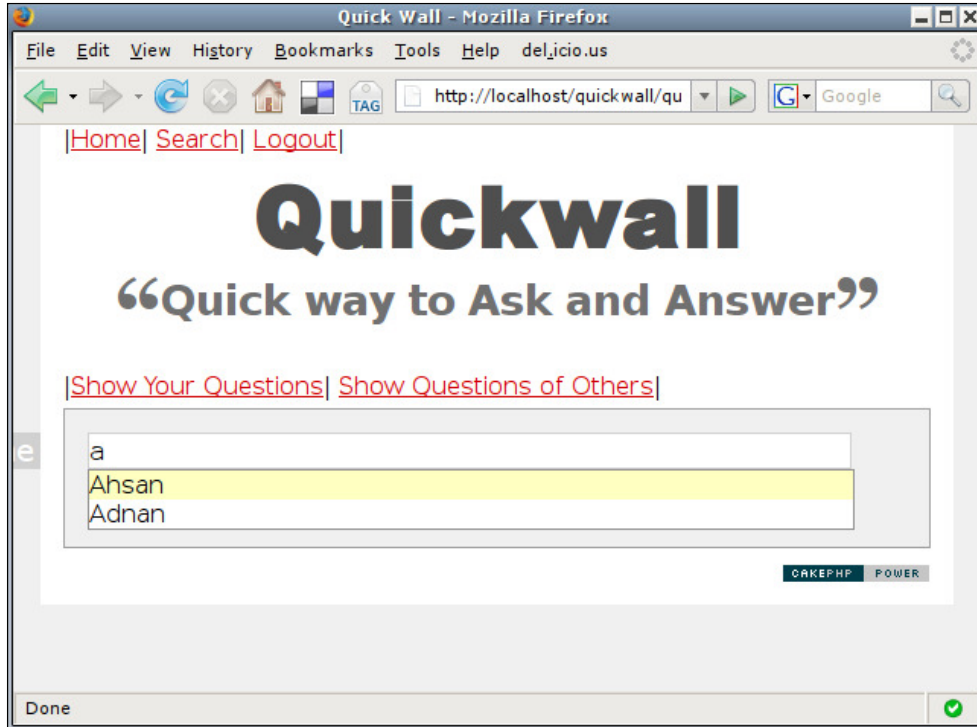 Quick Wall - Mozilla Firefox
File Edit View History Bookmarks Tools Help del.icio.us
TAG http://localhost/quickwall/qu G Google
|Home| Search| Logout|
Quickwall
“Quick way to Ask and Answer”
|Show Your Questions| Show Questions of Others|
e
a
Ahsan
Adnan
CAKEPHP POWER
Done